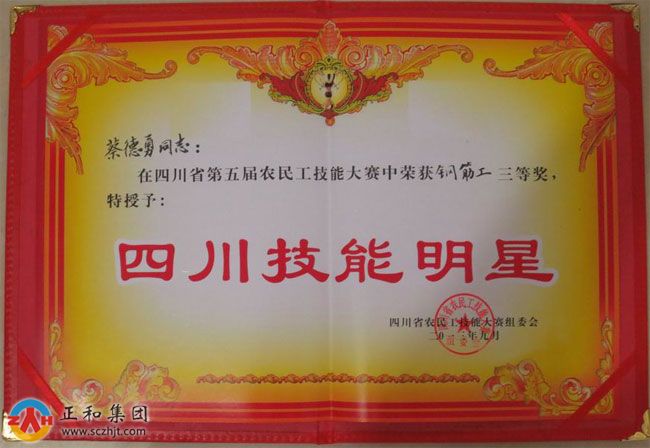 蔡德勇同志：
在四川省第五届农民工技能大赛中荣获钢筋工三等奖，
特授予：
四川技能明星
四川省农民工技能大赛组委会
年九月
正和集团
www.sczhjt.com